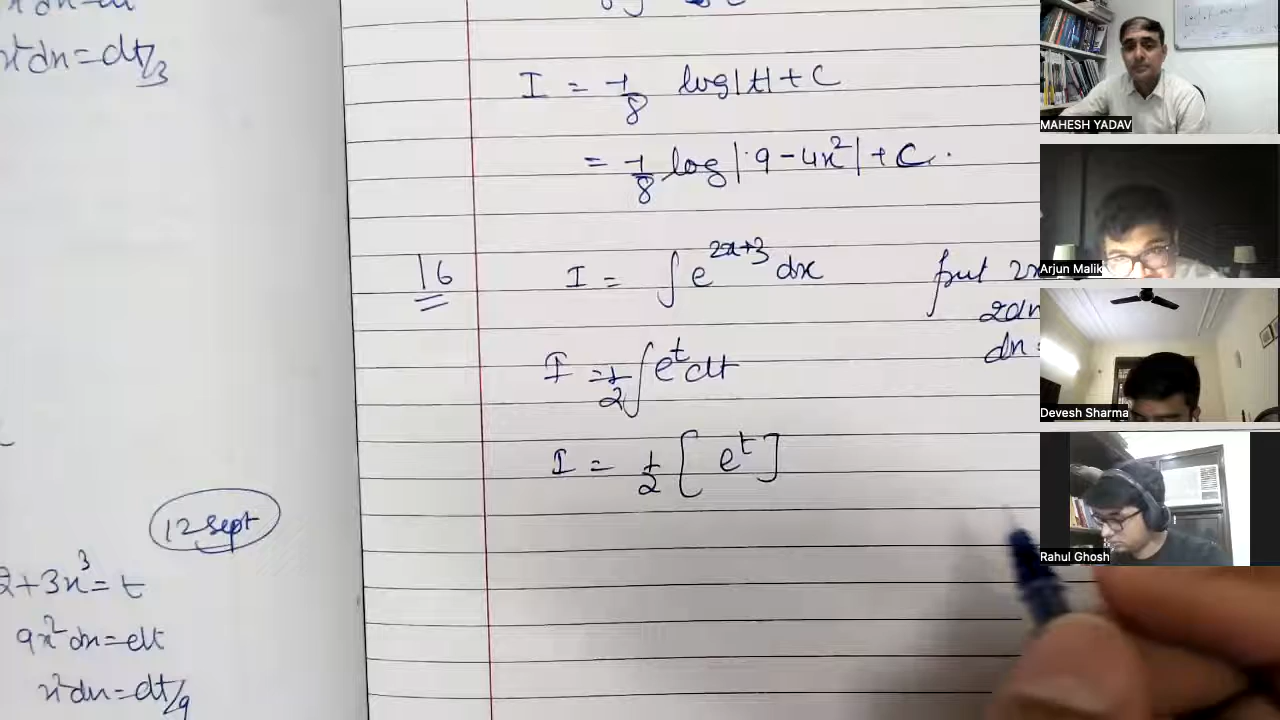 x²dx = dt/3
I = -1/8 log|t| + C
= -1/8 log|9 - 4x²| + C.
16
I = ∫ e^(2x+3) dx
put 2x
2dx
dx =
I = 1/2 ∫ e^t dt
I = 1/2 [ e^t ]
12 Sept
2 + 3x³ = t
9x² dx = dt
x² dx = dt/9
MAHESH YADAV
Arjun Malik
Devesh Sharma
Rahul Ghosh